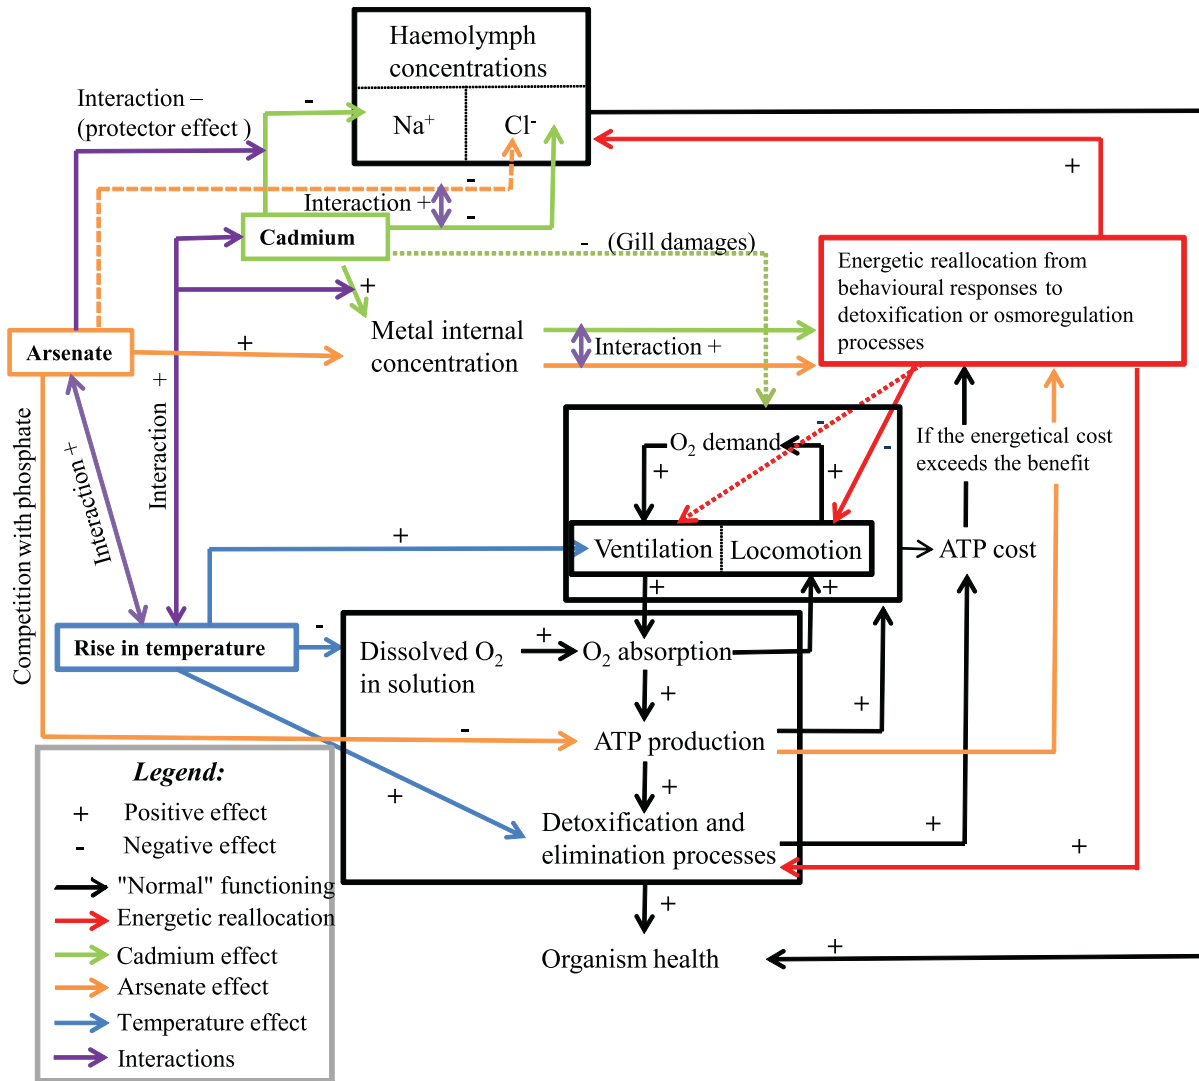 Haemolymph
concentrations
Na⁺
Cl⁻
Interaction –
(protector effect )
-
-
Interaction +
-
+
Cadmium
- (Gill damages)
+
Energetic reallocation from
behavioural responses to
detoxification or osmoregulation
processes
Metal internal
concentration
Interaction +
Arsenate
+
Competition with phosphate
Interaction +
Interaction +
-
-
If the energetical cost
exceeds the benefit
O₂ demand
+
+
Ventilation
Locomotion
ATP cost
+
+
+
Rise in temperature
-
Dissolved O₂
in solution
+
O₂ absorption
+
+
-
ATP production
+
+
Detoxification and
elimination processes
+
+
+
Organism health
+
Legend:
+ Positive effect
- Negative effect
"Normal" functioning
Energetic reallocation
Cadmium effect
Arsenate effect
Temperature effect
Interactions